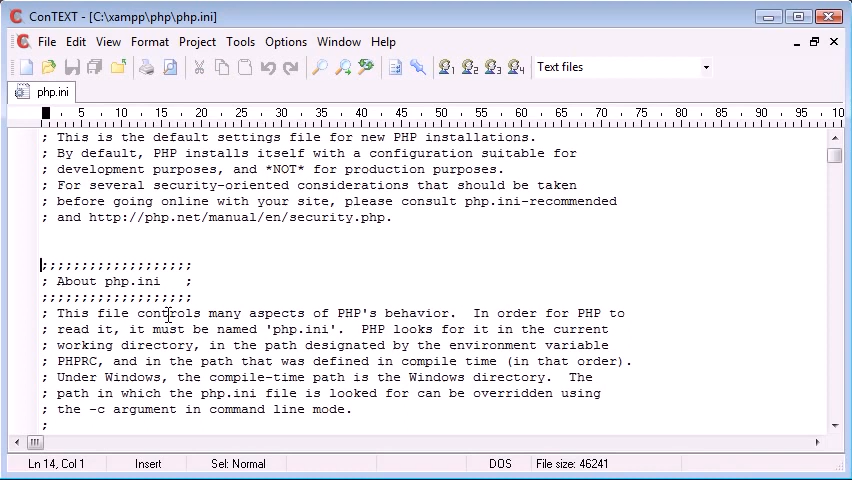 ConTEXT - [C:\xampp\php\php.ini]
File Edit View Format Project Tools Options Window Help
1 2 3 4 Text files
php.ini
5 10 15 20 25 30 35 40 45 50 55 60 65 70 75 80 85 90 95 10
; This is the default settings file for new PHP installations.
; By default, PHP installs itself with a configuration suitable for
; development purposes, and *NOT* for production purposes.
; For several security-oriented considerations that should be taken
; before going online with your site, please consult php.ini-recommended
; and http://php.net/manual/en/security.php.
;;;;;;;;;;;;;;;;;;;
; About php.ini   ;
;;;;;;;;;;;;;;;;;;;
; This file controls many aspects of PHP's behavior.  In order for PHP to
; read it, it must be named 'php.ini'.  PHP looks for it in the current
; working directory, in the path designated by the environment variable
; PHPRC, and in the path that was defined in compile time (in that order).
; Under Windows, the compile-time path is the Windows directory.  The
; path in which the php.ini file is looked for can be overridden using
; the -c argument in command line mode.
;
Ln 14, Col 1 Insert Sel: Normal DOS File size: 46241